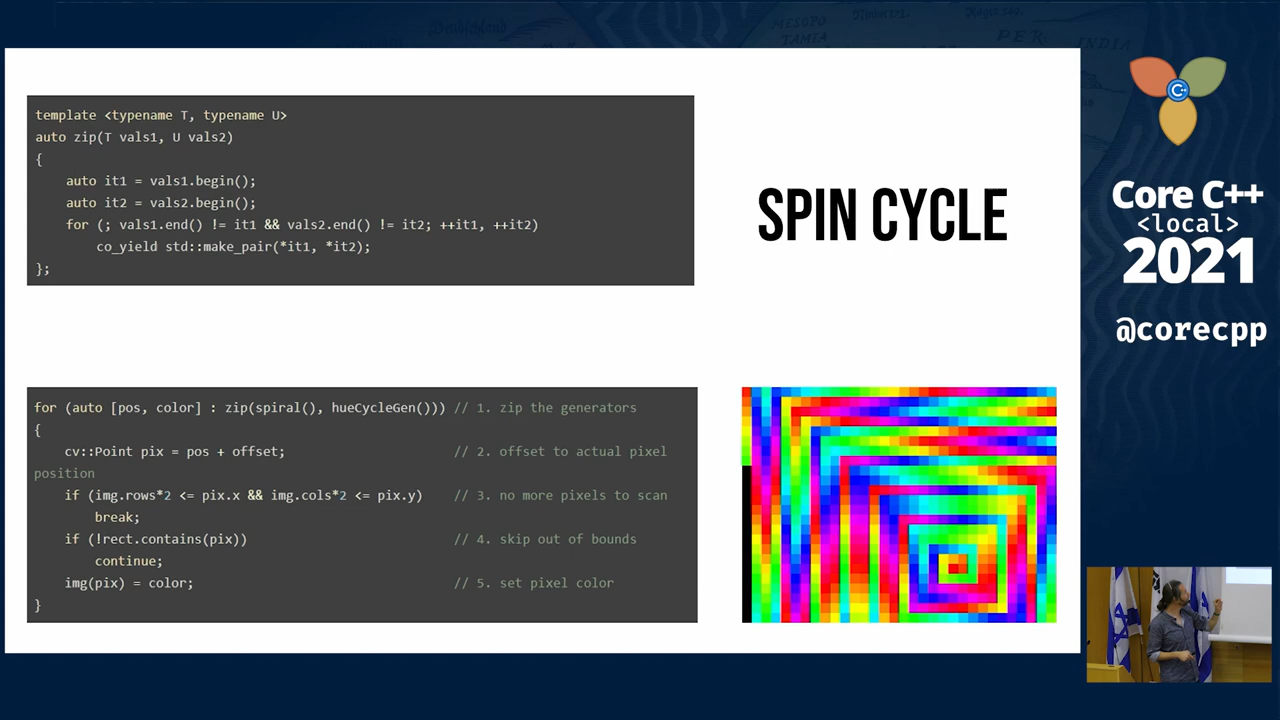 template <typename T, typename U>
auto zip(T vals1, U vals2)
{
    auto it1 = vals1.begin();
    auto it2 = vals2.begin();
    for (; vals1.end() != it1 && vals2.end() != it2; ++it1, ++it2)
        co_yield std::make_pair(*it1, *it2);
};
SPIN CYCLE
for (auto [pos, color] : zip(spiral(), hueCycleGen())) // 1. zip the generators
{
    cv::Point pix = pos + offset; // 2. offset to actual pixel
position
    if (img.rows*2 <= pix.x && img.cols*2 <= pix.y) // 3. no more pixels to scan
        break;
    if (!rect.contains(pix)) // 4. skip out of bounds
        continue;
    img(pix) = color; // 5. set pixel color
}
C++
Core C++
<local>
2021
@corecpp
MESOPO
TAMIA
PER
INDIA